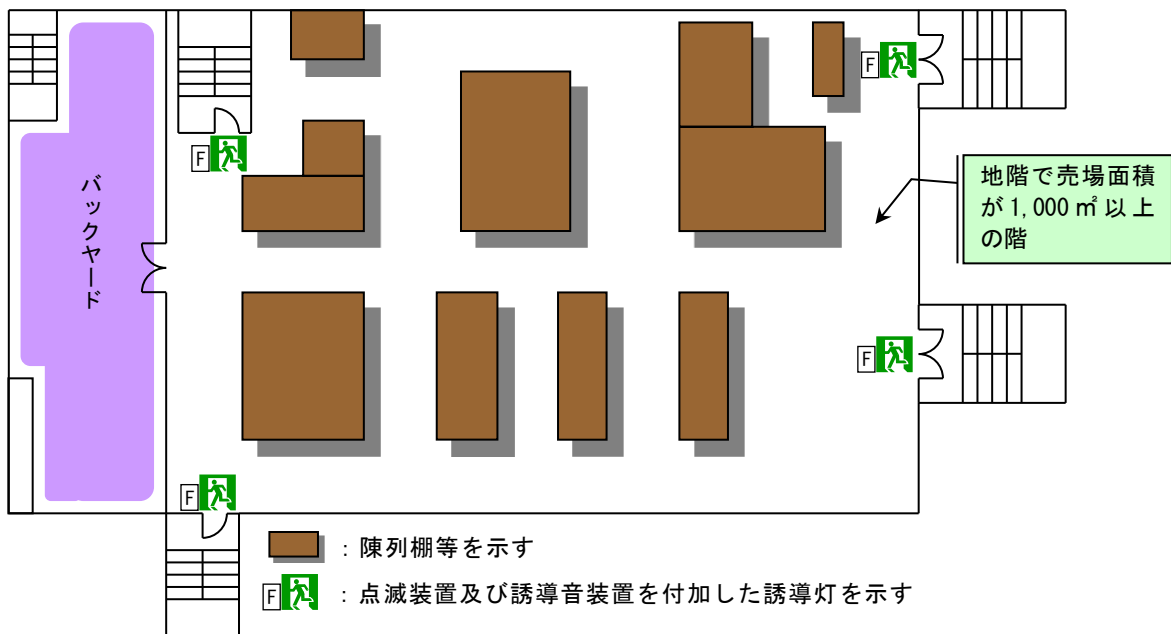 F
F
バックヤード
地階で売場面積
が1,000㎡以上
の階
F
F
：陳列棚等を示す
F ：点滅装置及び誘導音装置を付加した誘導灯を示す